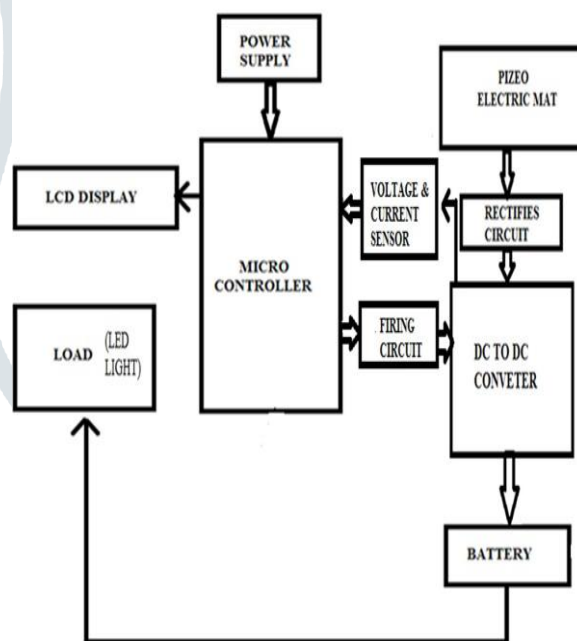 POWER
SUPPLY
PIZEO
ELECTRIC MAT
LCD DISPLAY
VOLTAGE &
CURRENT
SENSOR
RECTIFIES
CIRCUIT
MICRO
CONTROLLER
LOAD
(LED
LIGHT)
FIRING
CIRCUIT
DC TO DC
CONVETER
BATTERY